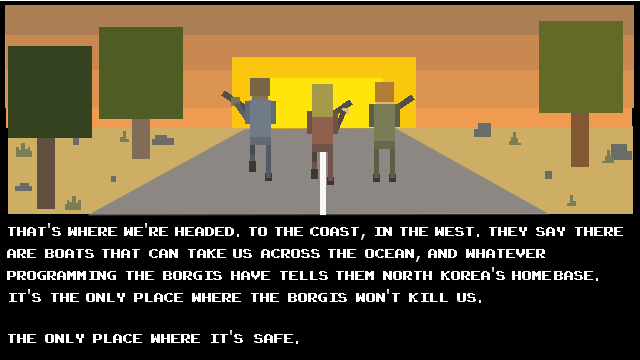 THAT'S WHERE WE'RE HEADED. TO THE COAST, IN THE WEST. THEY SAY THERE
ARE BOATS THAT CAN TAKE US ACROSS THE OCEAN, AND WHATEVER
PROGRAMMING THE BORGIS HAVE TELLS THEM NORTH KOREA'S HOMEBASE.
IT'S THE ONLY PLACE WHERE THE BORGIS WON'T KILL US.
THE ONLY PLACE WHERE IT'S SAFE.